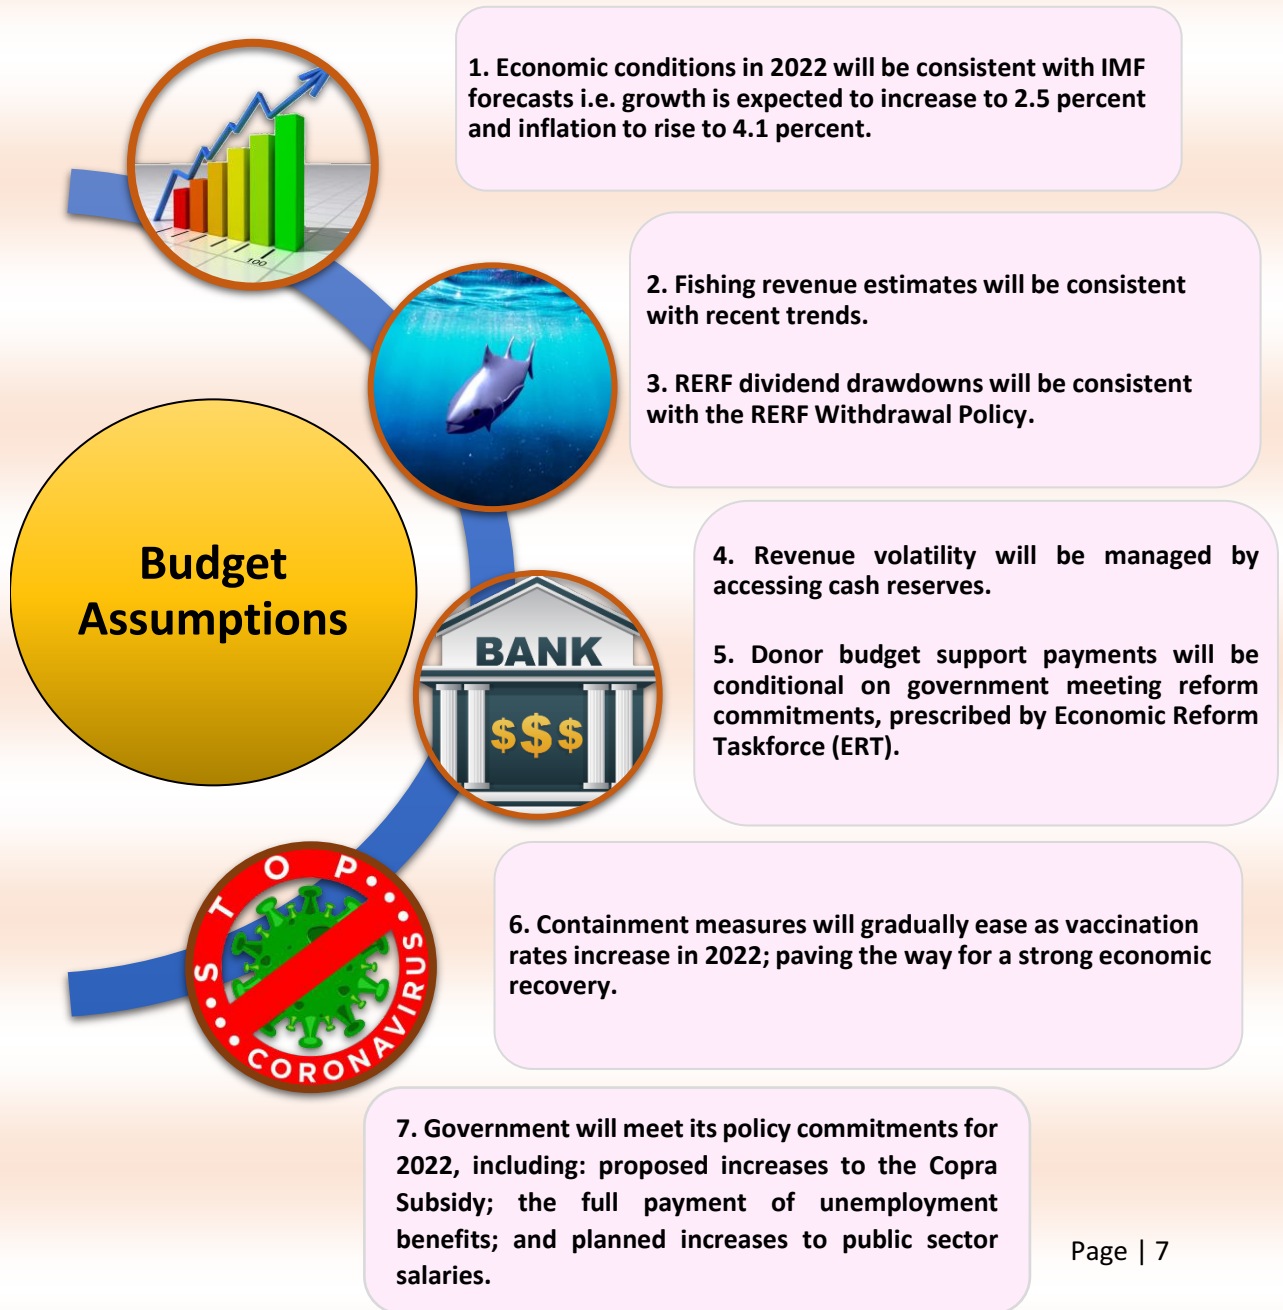 1. Economic conditions in 2022 will be consistent with IMF
forecasts i.e. growth is expected to increase to 2.5 percent
and inflation to rise to 4.1 percent.
100
2. Fishing revenue estimates will be consistent
with recent trends.
3. RERF dividend drawdowns will be consistent
with the RERF Withdrawal Policy.
Budget
Assumptions
4. Revenue volatility will be managed by
accessing cash reserves.
5. Donor budget support payments will be
conditional on government meeting reform
commitments, prescribed by Economic Reform
Taskforce (ERT).
BANK
$$$
STOP
CORONAVIRUS
6. Containment measures will gradually ease as vaccination
rates increase in 2022; paving the way for a strong economic
recovery.
7. Government will meet its policy commitments for
2022, including: proposed increases to the Copra
Subsidy; the full payment of unemployment
benefits; and planned increases to public sector
salaries.
Page | 7